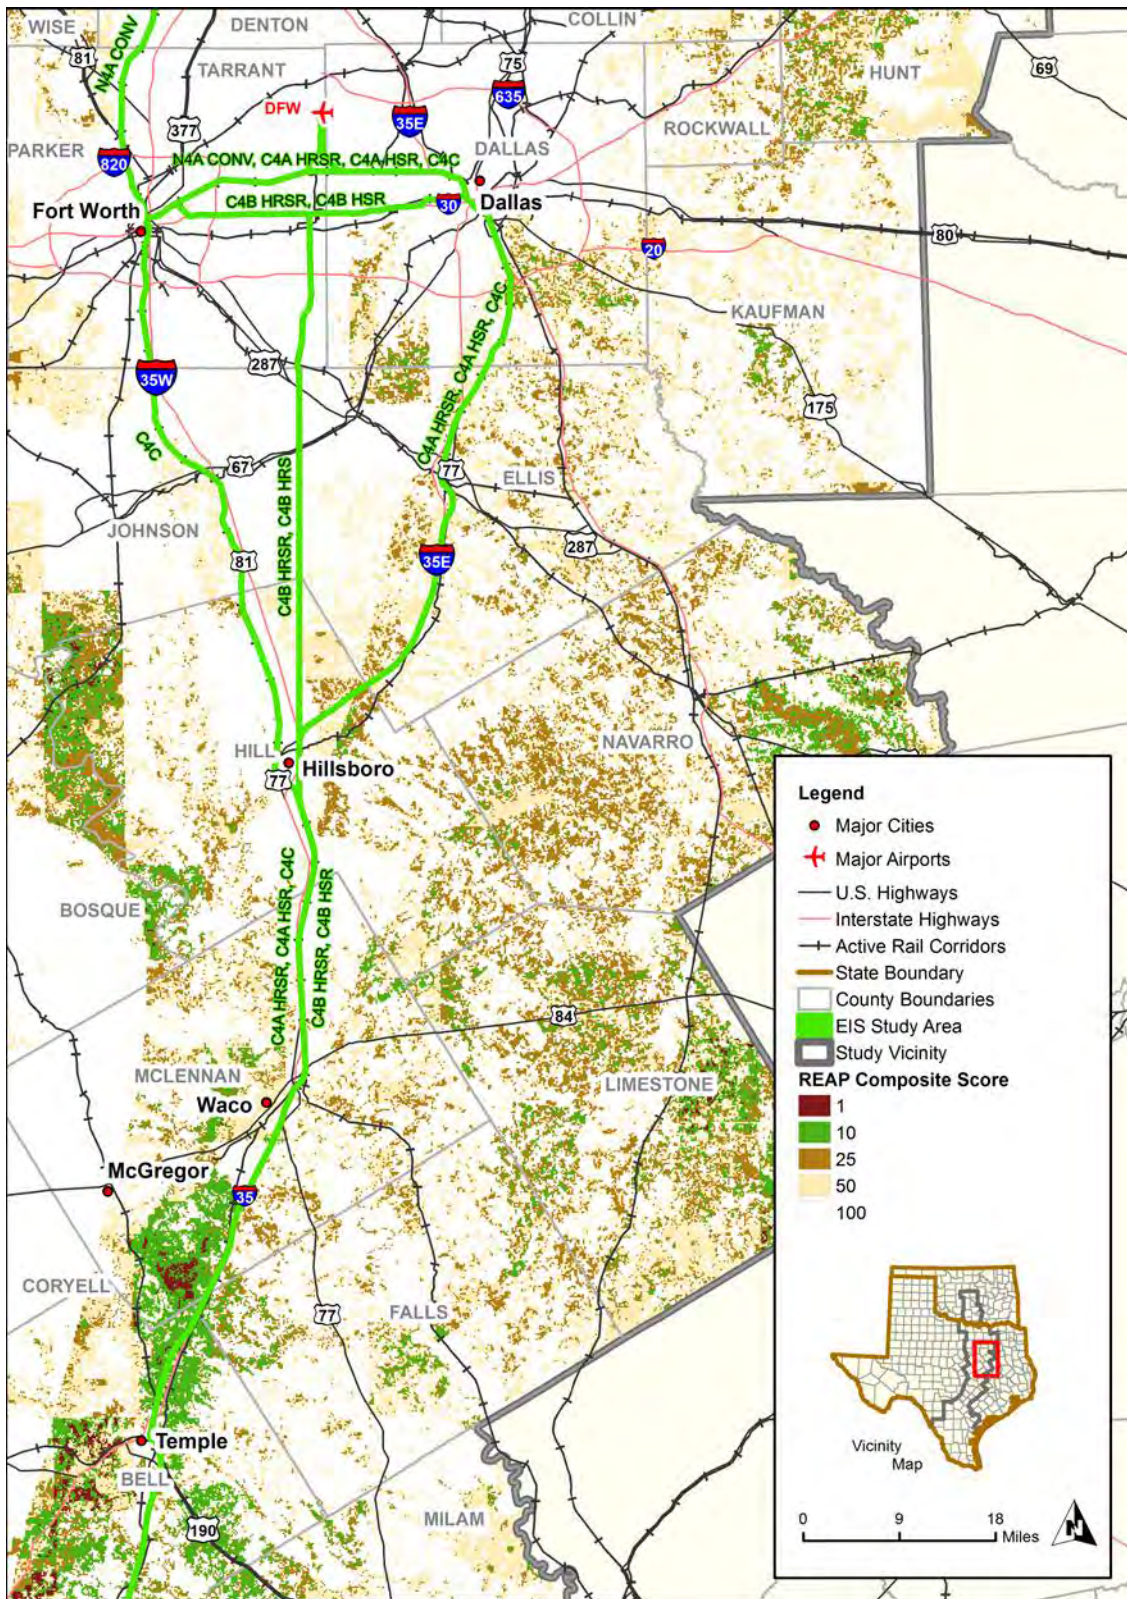 WISE
DENTON
COLLIN
81
N4A CONV
TARRANT
75
69
HUNT
DFW
635
377
35E
ROCKWALL
PARKER
820
DALLAS
N4A CONV, C4A HRSR, C4A HSR, C4C
C4B HRSR, C4B HSR
30
Fort Worth
Dallas
80
20
KAUFMAN
C4A HRSR, C4A HSR, C4C
287
35W
175
C4C
67
77
ELLIS
C4B HRSR, C4B HRS
JOHNSON
81
35E
287
HILL
NAVARRO
Hillsboro
77
C4A HRSR, C4A HSR, C4C
C4B HRSR, C4B HSR
BOSQUE
84
MCLENNAN
LIMESTONE
Waco
McGregor
35
CORYELL
77
FALLS
Temple
BELL
190
MILAM
Legend
Major Cities
Major Airports
U.S. Highways
Interstate Highways
Active Rail Corridors
State Boundary
County Boundaries
EIS Study Area
Study Vicinity
REAP Composite Score
1
10
25
50
100
Vicinity
Map
0 9 18
Miles
N